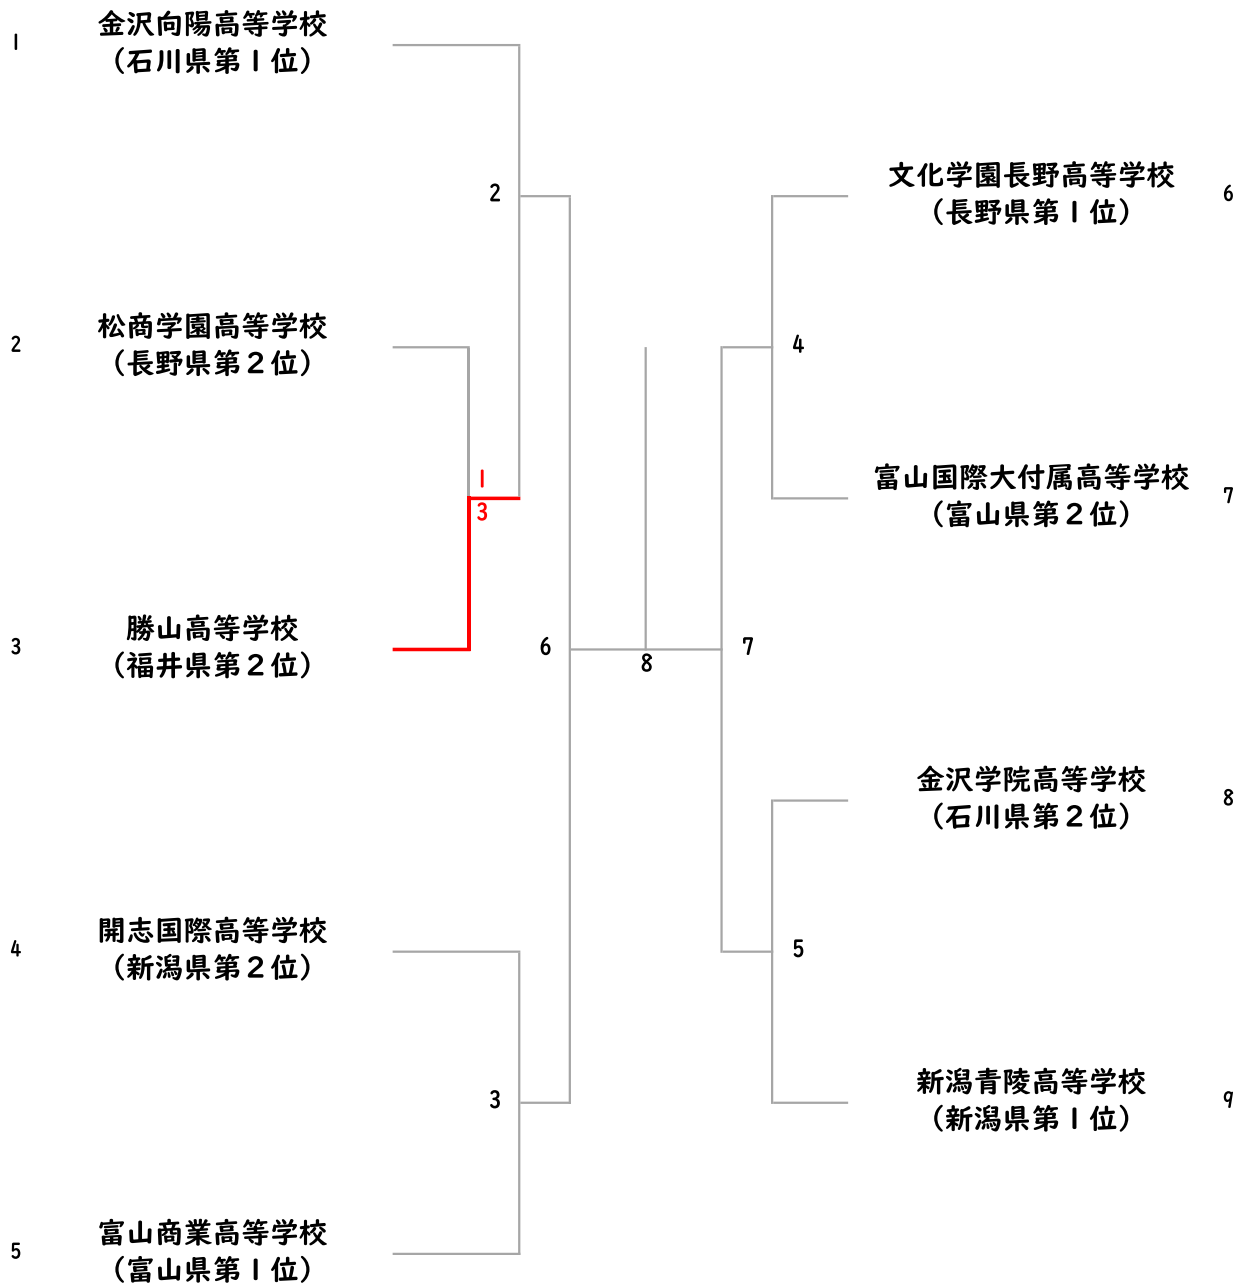 1
金沢向陽高等学校
（石川県第１位）
2
松商学園高等学校
（長野県第２位）
3
勝山高等学校
（福井県第２位）
4
開志国際高等学校
（新潟県第２位）
5
富山商業高等学校
（富山県第１位）
2
1
3
6
3
8
7
4
5
文化学園長野高等学校
（長野県第１位）
6
富山国際大付属高等学校
（富山県第２位）
7
金沢学院高等学校
（石川県第２位）
8
新潟青陵高等学校
（新潟県第１位）
9